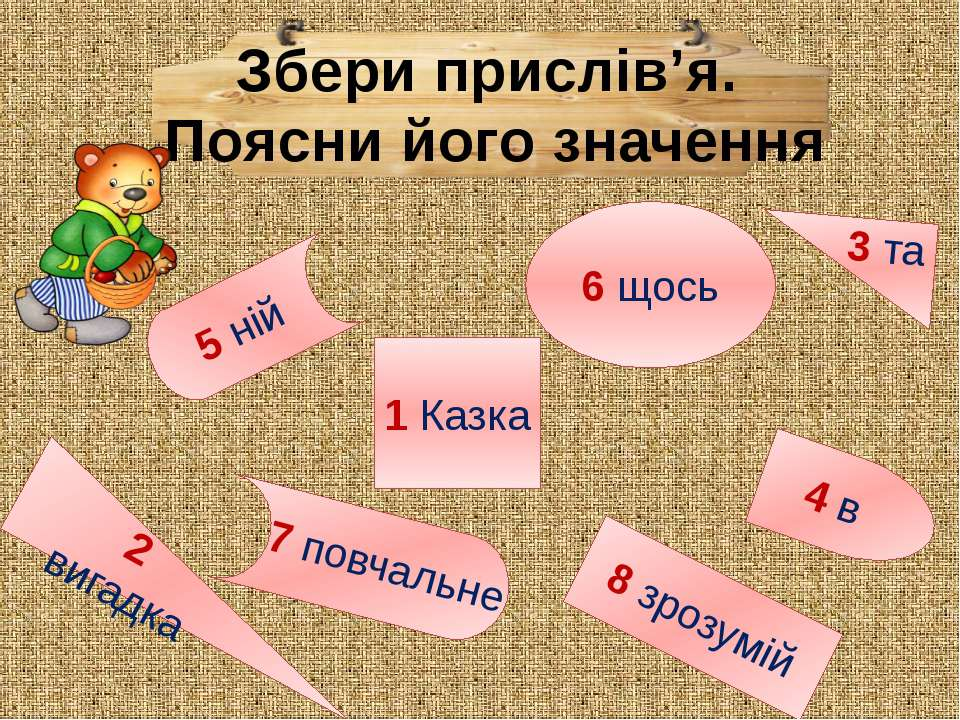 Збери прислів’я.
Поясни його значення
3 та
6 щось
5 ній
1 Казка
4 в
2
вигадка
7 повчальне
8 зрозумій